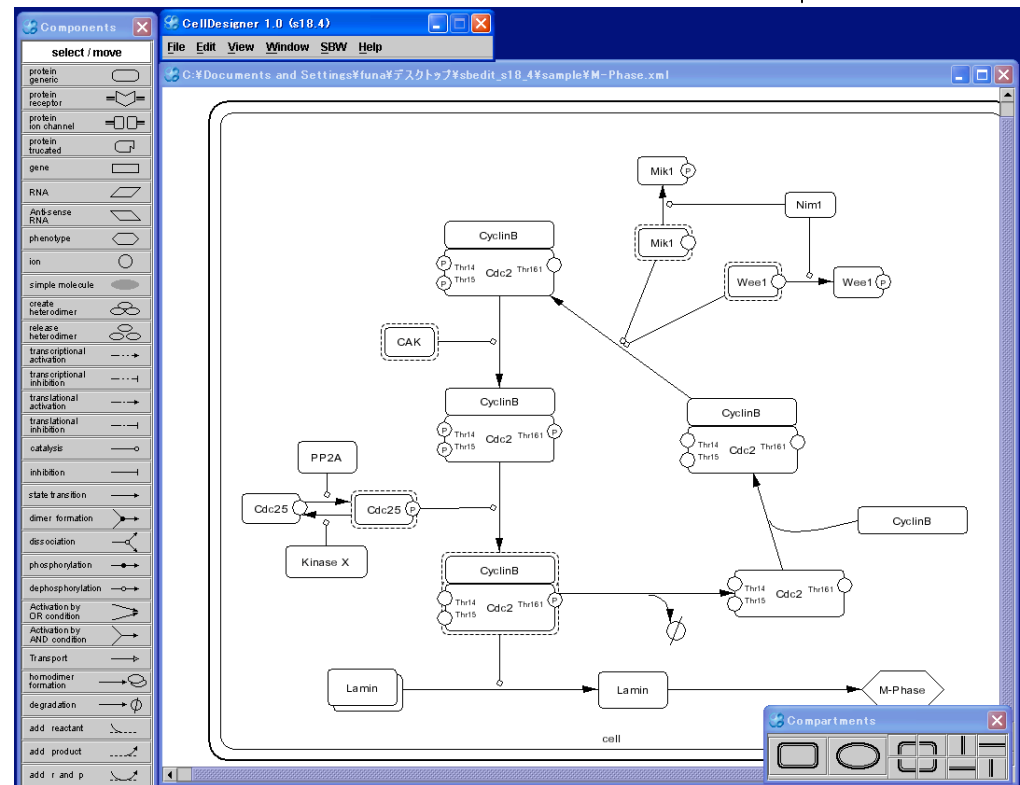 Components
select / move
protein
generic
protein
receptor
protein
ion channel
protein
trucated
gene
RNA
Anti-sense
RNA
phenotype
ion
simple molecule
create
heterodimer
release
heterodimer
transcriptional
activation
transcriptional
inhibition
translational
activation
translational
inhibition
catalysis
inhibition
state transition
dimer formation
dissociation
phosphorylation
dephosphorylation
Activation by
OR condition
Activation by
AND condition
Transport
homodimer
formation
degradation
add reactant
add product
add r and p
CellDesigner 1.0 (s18.4)
File Edit View Window SBW Help
C:¥Documents and Settings¥funa¥デスクトップ¥sbedit_s18_4¥sample¥M-Phase.xml
Mik1 P
Nim1
Mik1
Wee1
Wee1 P
CyclinB
P Thr14 Cdc2 Thr161
P Thr15
CAK
CyclinB
P Thr14 Cdc2 Thr161 P
P Thr15
CyclinB
Thr14 Cdc2 Thr161
Thr15
PP2A
Cdc25
Cdc25 P
Kinase X
CyclinB
CyclinB
Thr14 Cdc2 Thr161 P
Thr15
Thr14 Cdc2 Thr161
Thr15
Lamin
Lamin
M-Phase
cell
Compartments